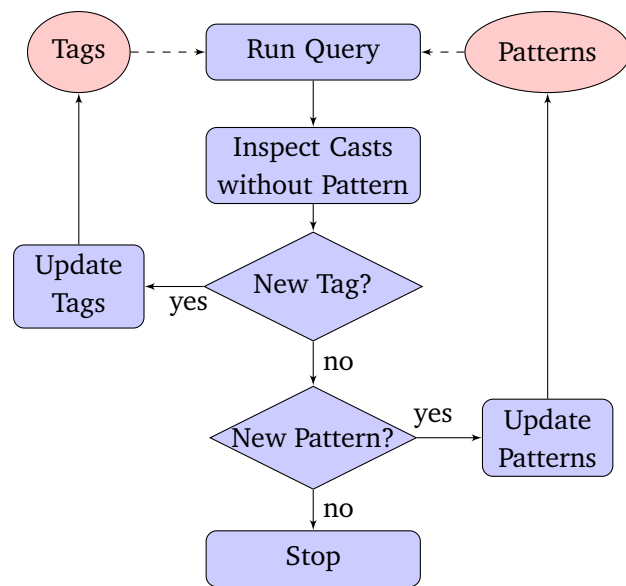 Tags
Run Query
Patterns
Inspect Casts
without Pattern
Update
Tags
yes
New Tag?
no
New Pattern?
yes
Update
Patterns
no
Stop